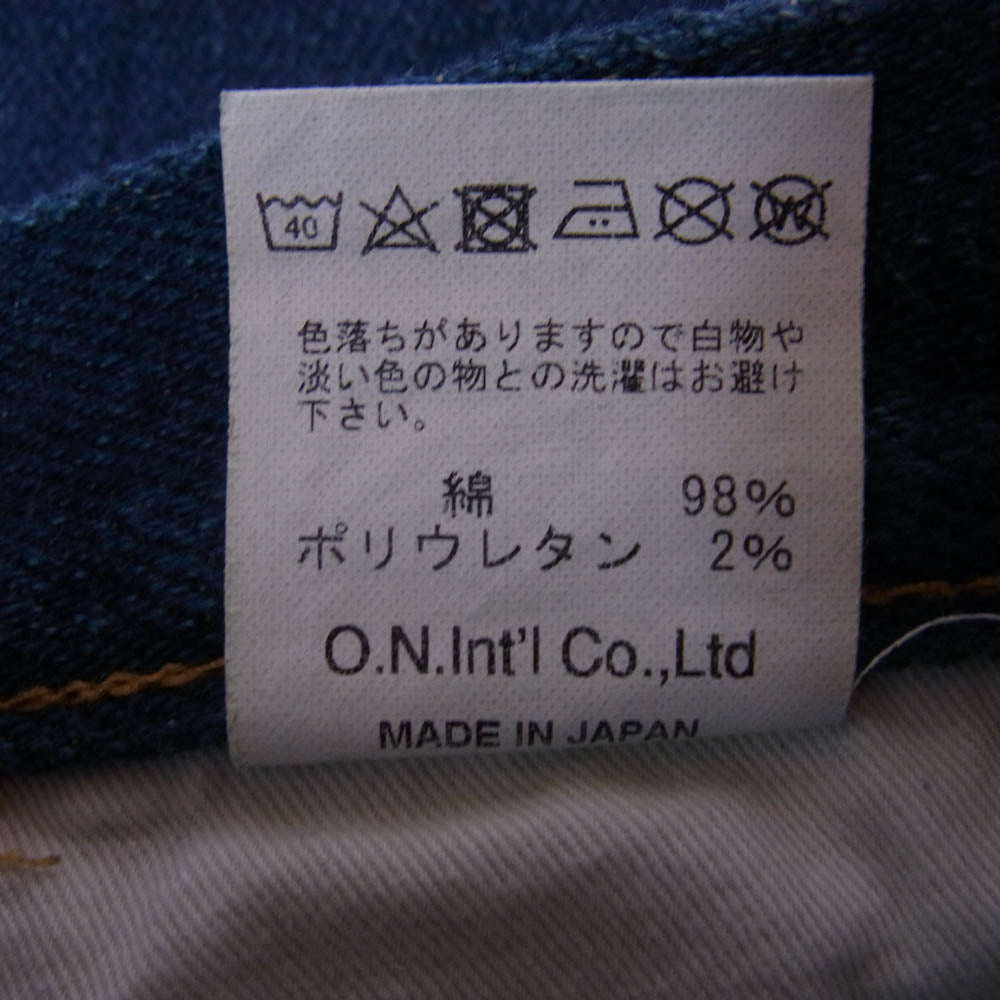 40
W
色落ちがありますので白物や
淡い色の物との洗濯はお避け
下さい。
綿 98%
ポリウレタン 2%
O.N.Int'l Co.,Ltd
MADE IN JAPAN